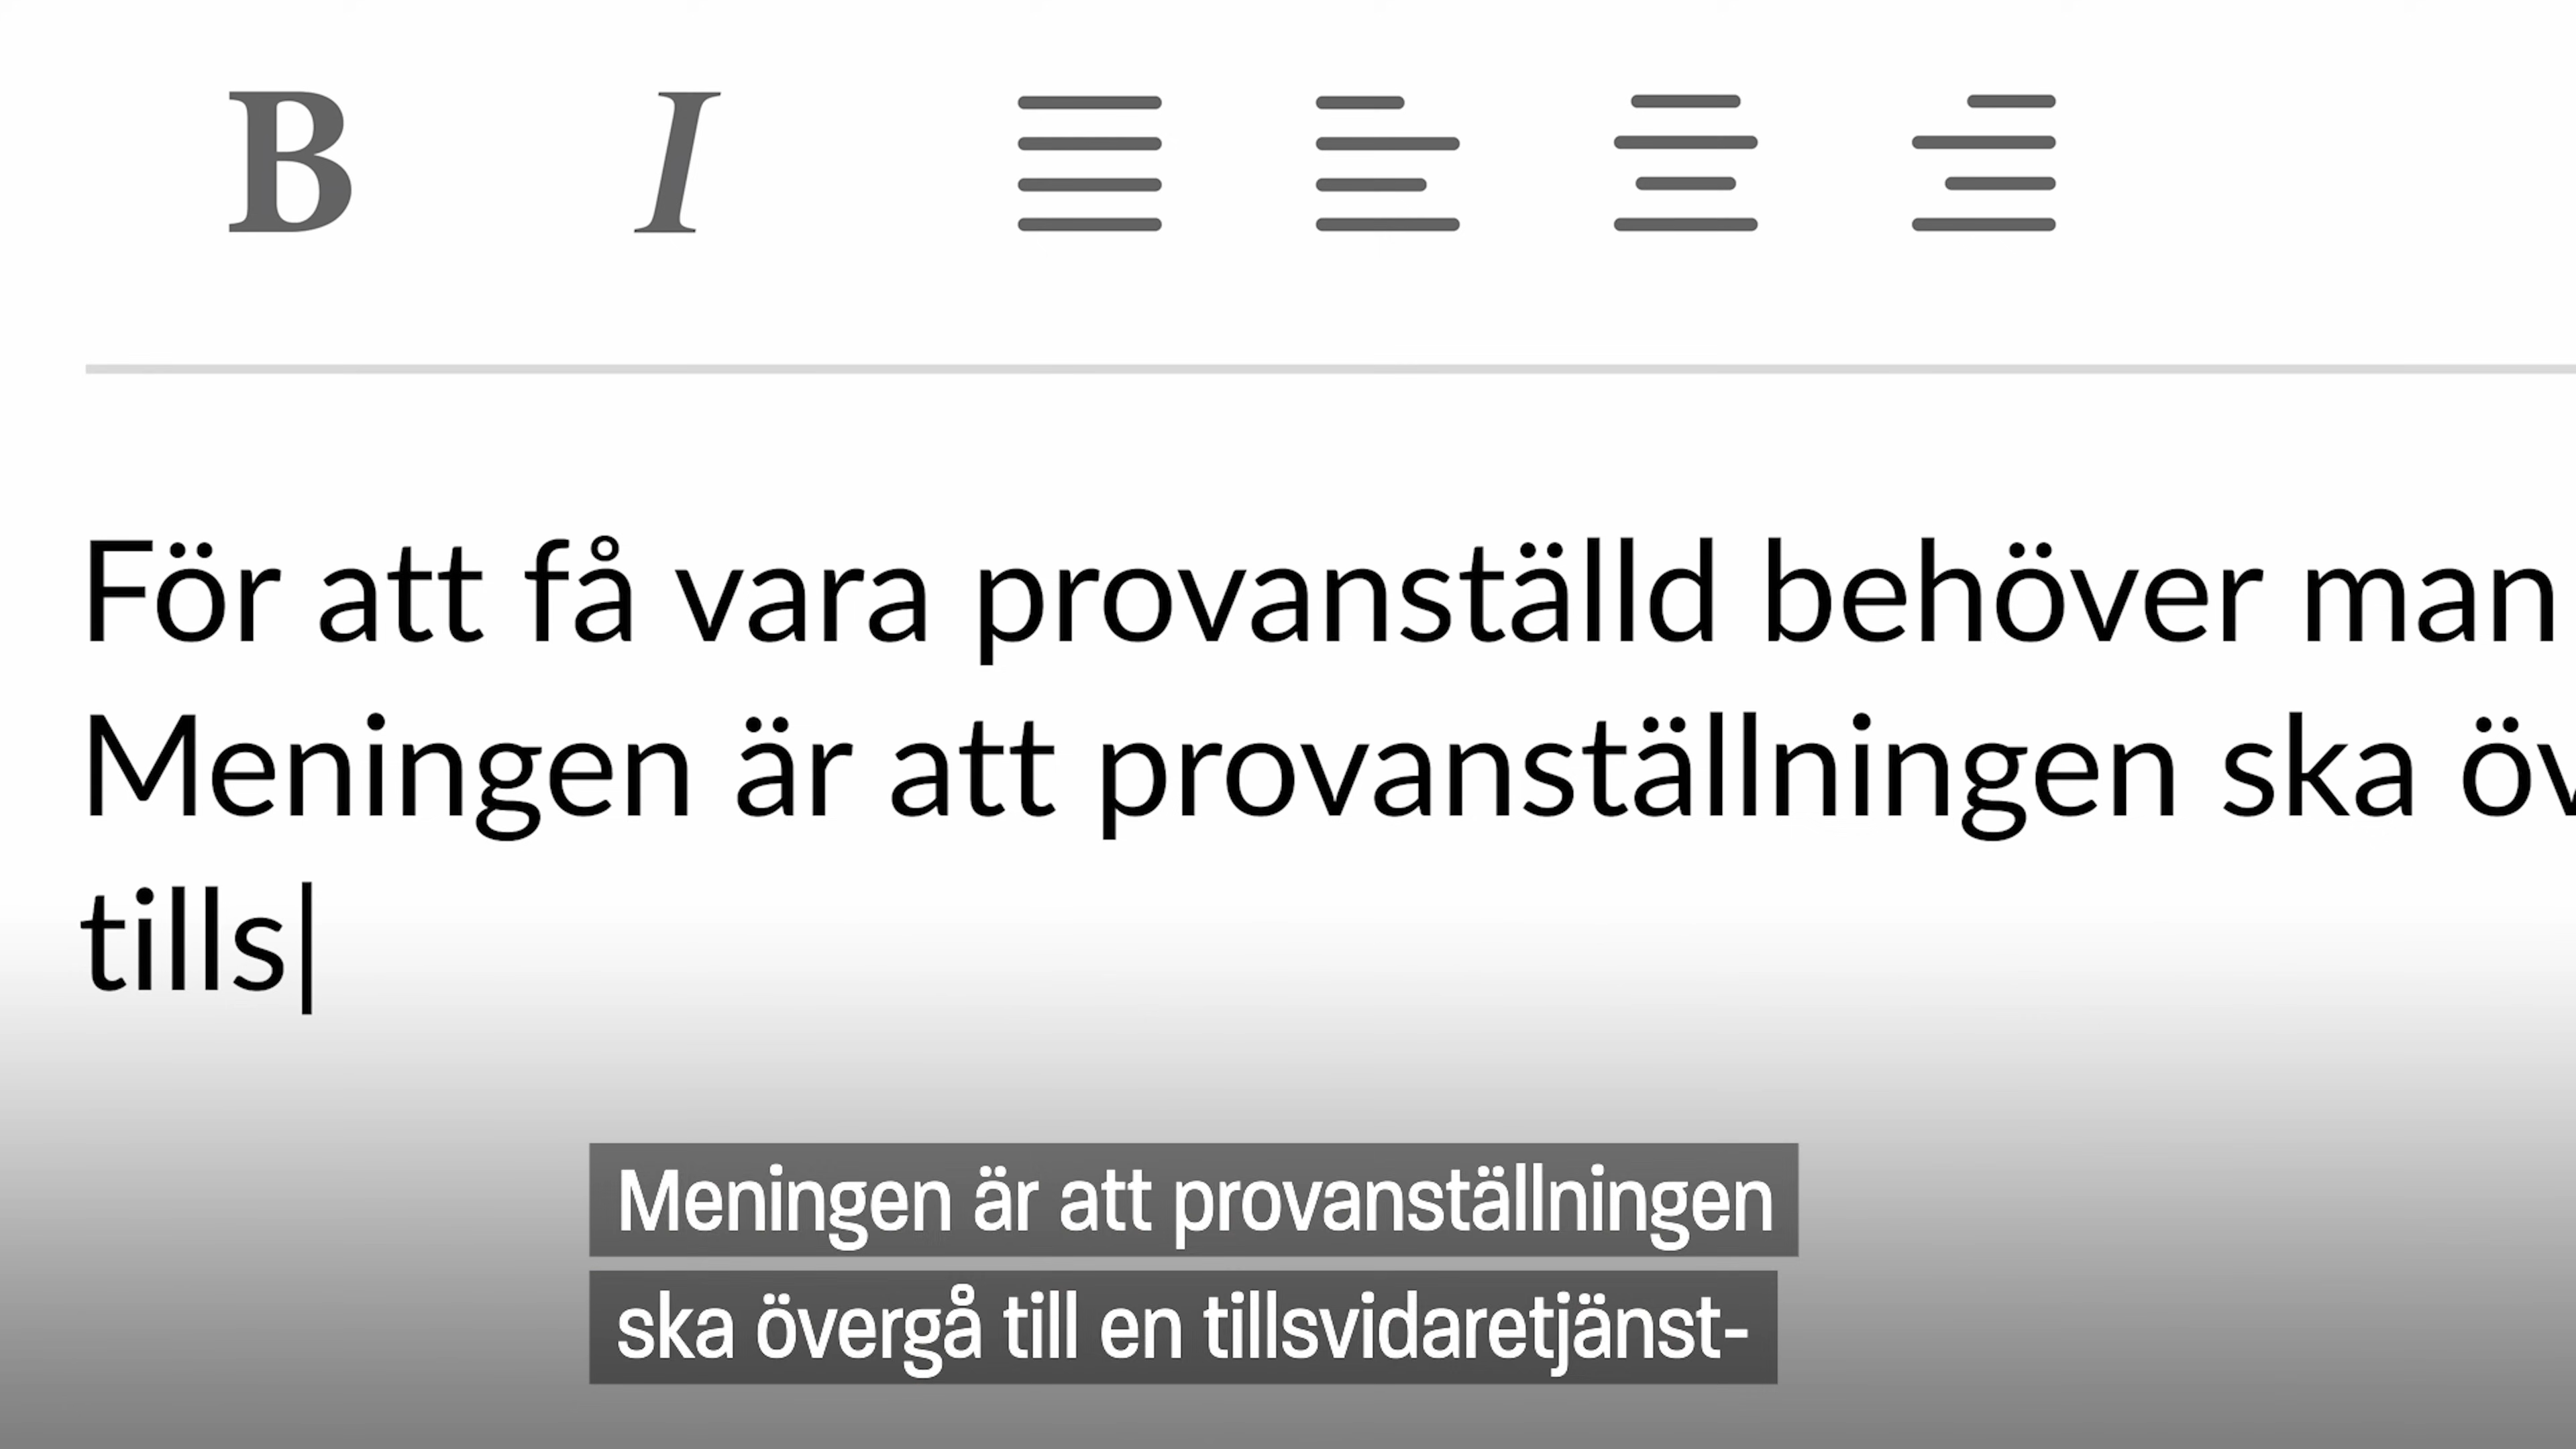 B I
För att få vara provanställd behöver man
Meningen är att provanställningen ska öv
tills
Meningen är att provanställningen
ska övergå till en tillsvidaretjänst-